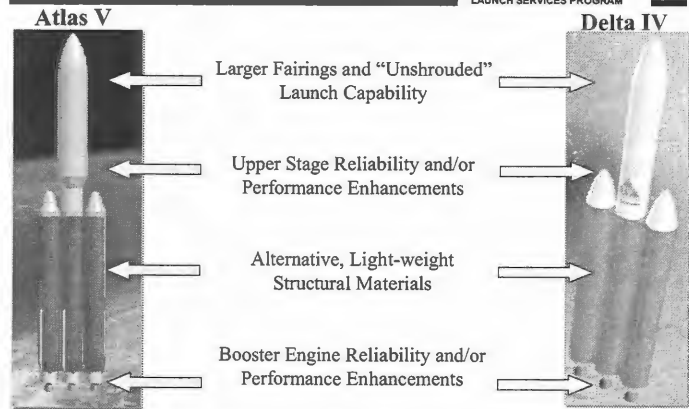 LAUNCH SERVICES PROGRAM
Atlas V
Delta IV
Larger Fairings and “Unshrouded”
Launch Capability
Upper Stage Reliability and/or
Performance Enhancements
Alternative, Light-weight
Structural Materials
Booster Engine Reliability and/or
Performance Enhancements